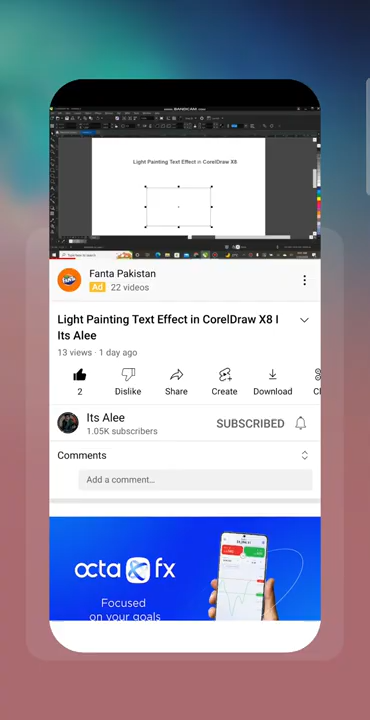 Light Painting Text Effect in CorelDraw X8
Fanta Pakistan
Ad 22 videos
Light Painting Text Effect in CorelDraw X8 I
Its Alee
13 views · 1 day ago
2
Dislike
Share
Create
Download
Cl
Its Alee
1.05K subscribers
SUBSCRIBED
Comments
Add a comment...
octa fx
Focused
on your goals